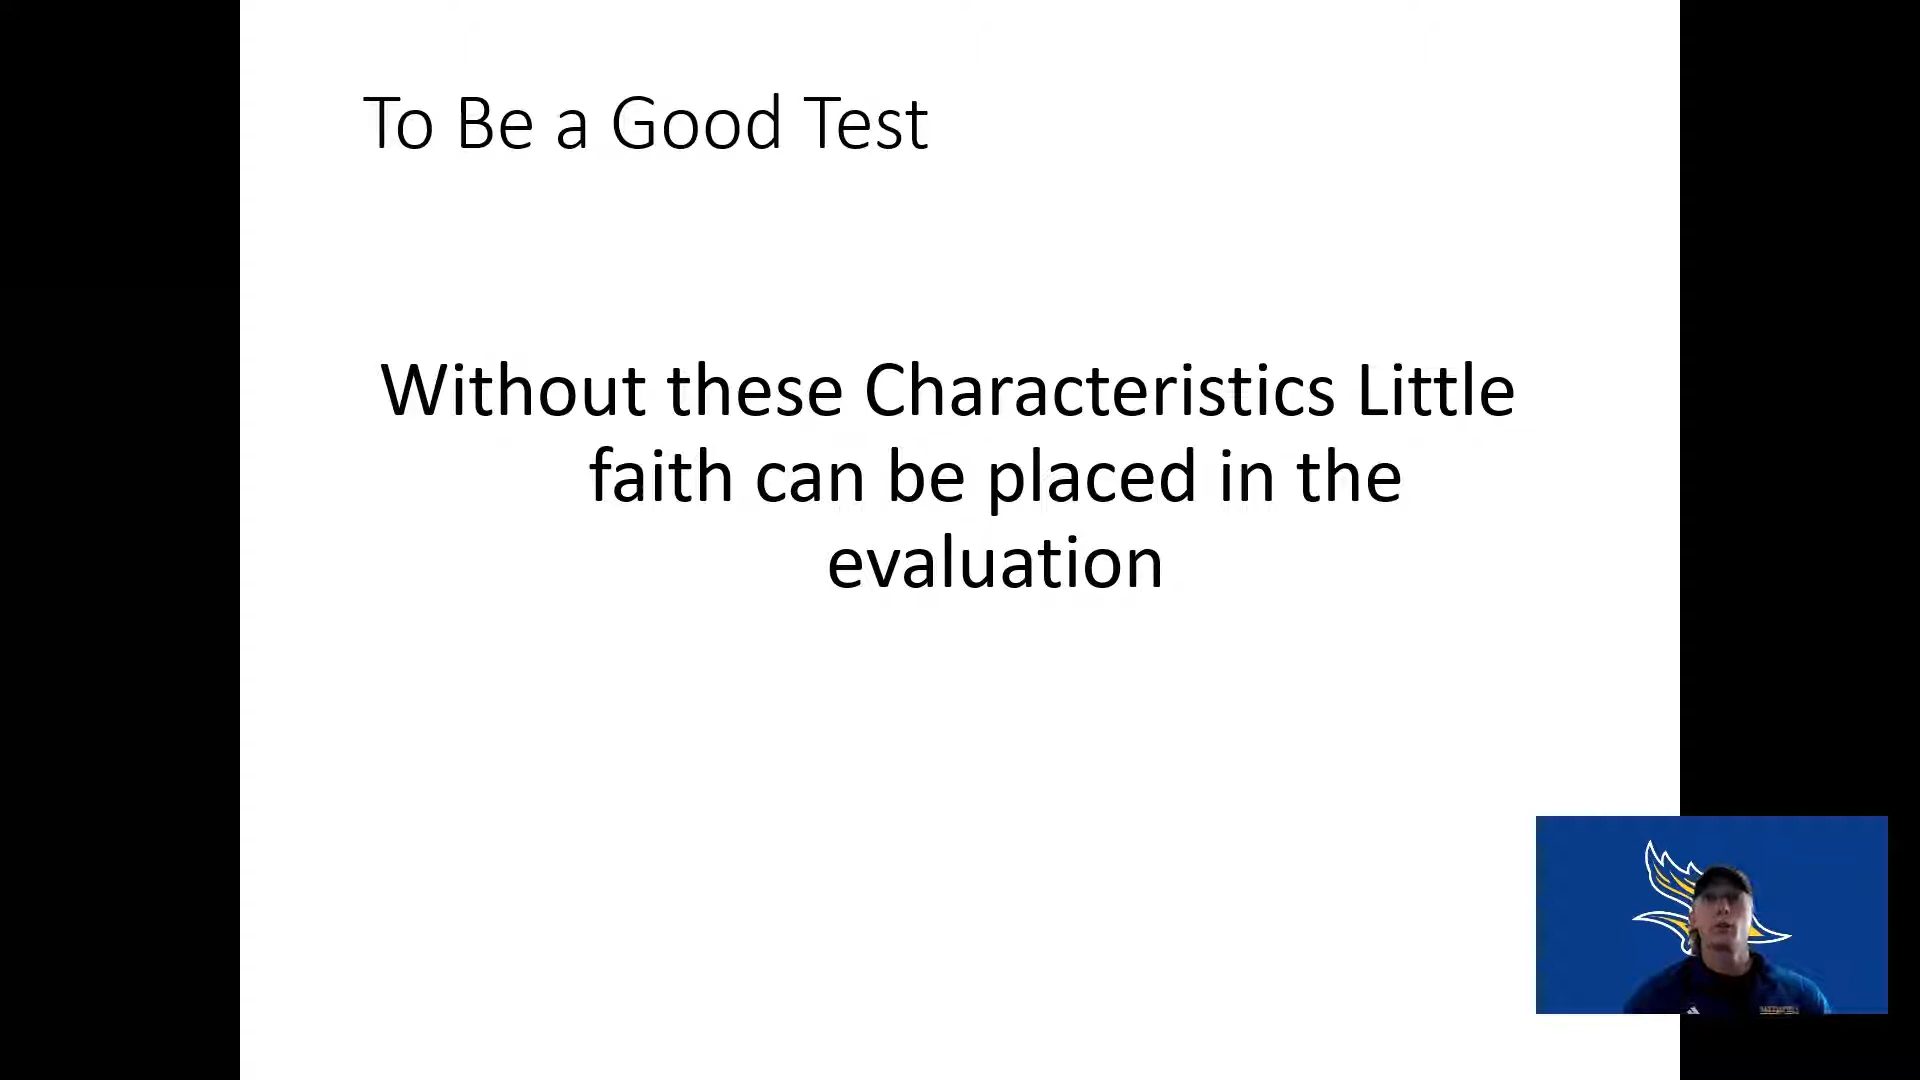 To Be a Good Test
Without these Characteristics Little
faith can be placed in the
evaluation